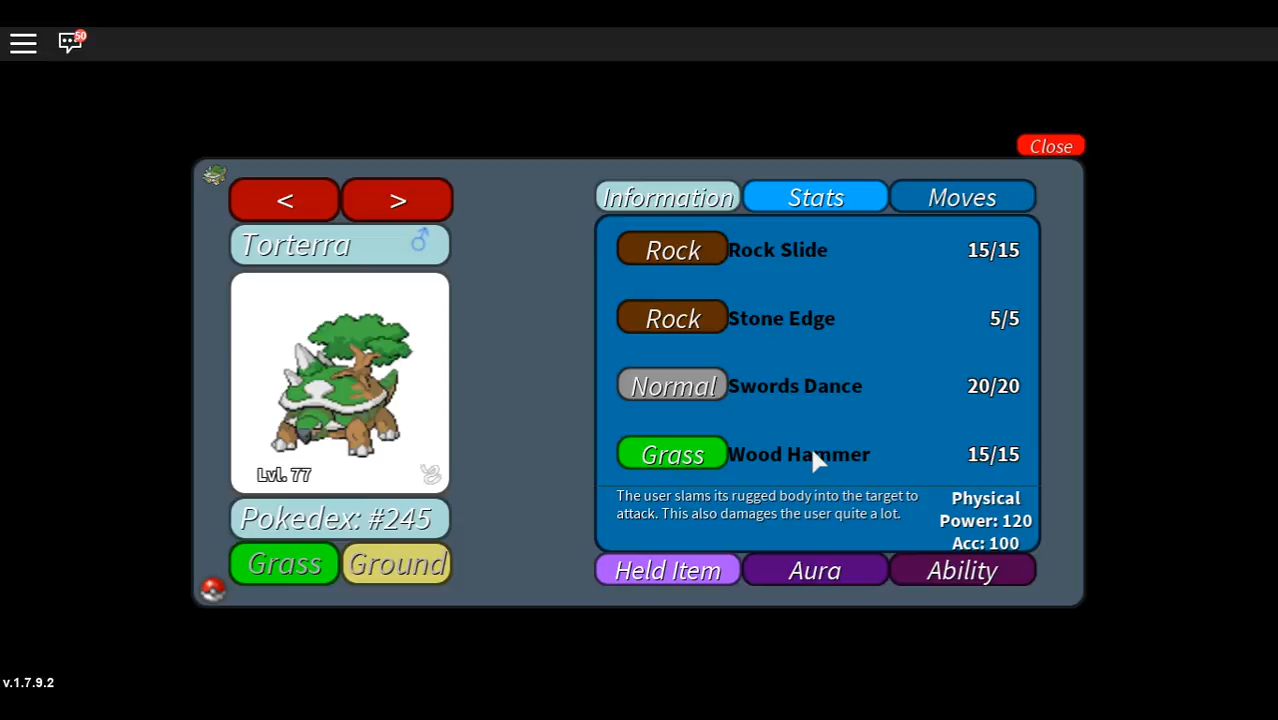 50
Close
< >
Information Stats Moves
Torterra ♂
Rock Rock Slide 15/15
Rock Stone Edge 5/5
Normal Swords Dance 20/20
Grass Wood Hammer 15/15
Lvl. 77
The user slams its rugged body into the target to
attack. This also damages the user quite a lot.
Physical
Power: 120
Acc: 100
Pokedex: #245
Grass Ground
Held Item Aura Ability
v.1.7.9.2